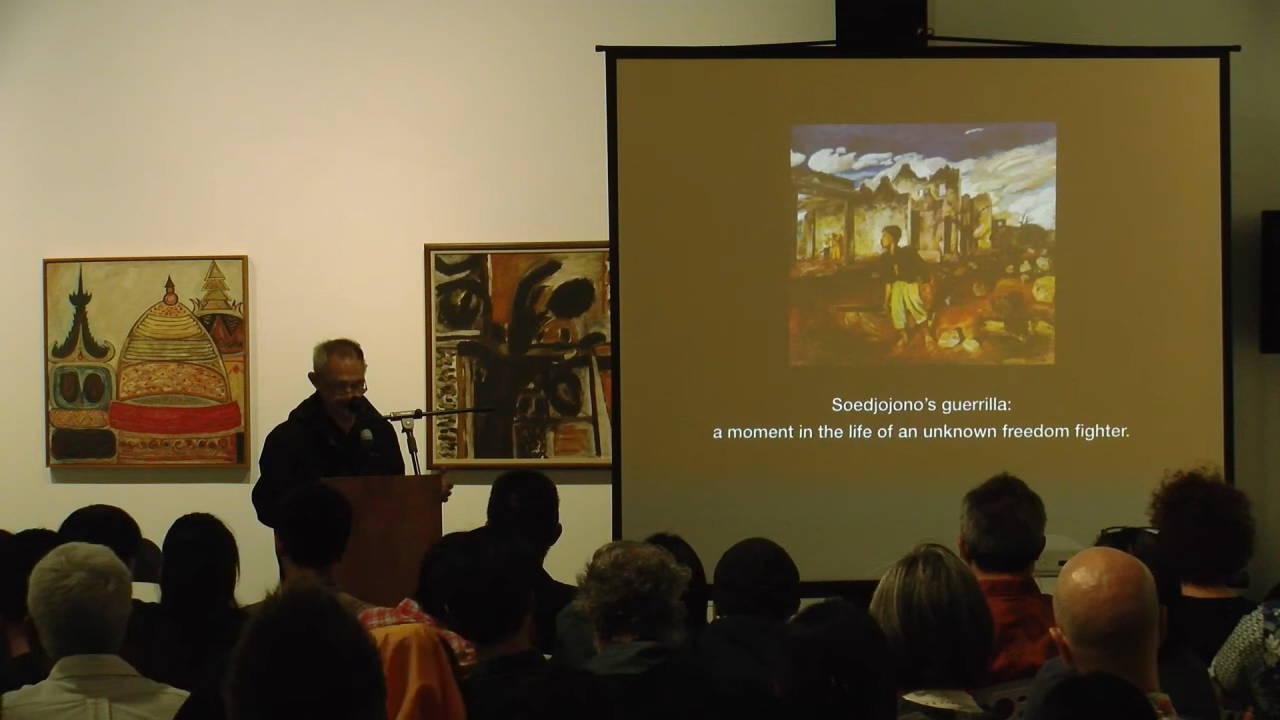 Soedjojono's guerrilla:
a moment in the life of an unknown freedom fighter.